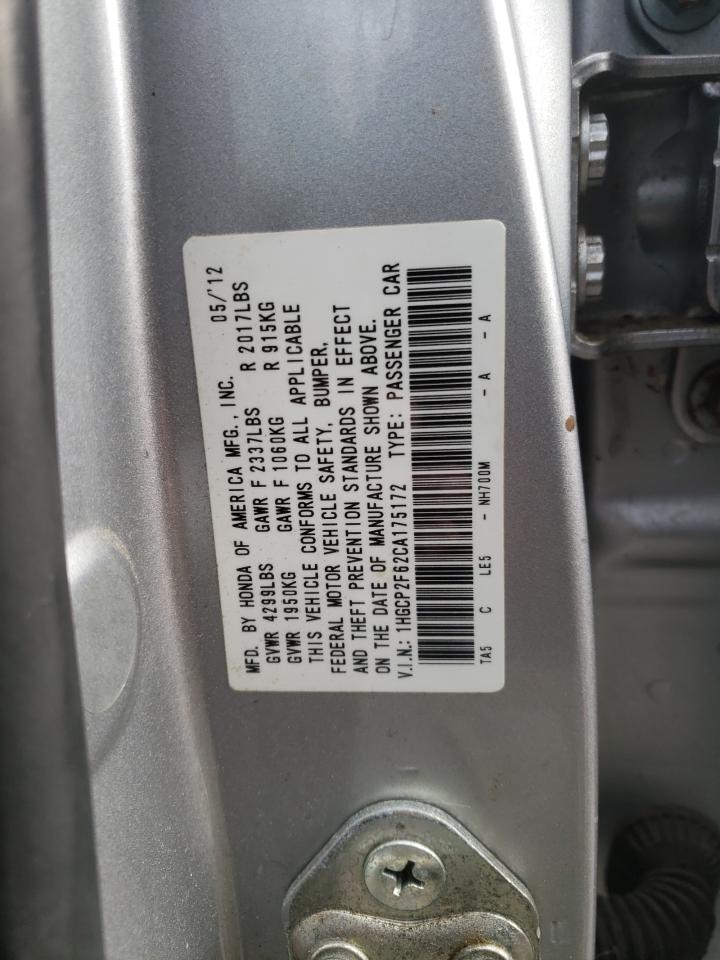 MFD. BY HONDA OF AMERICA MFG., INC. 05/'12
GVWR 4299LBS GAWR F 2337LBS R 2017LBS
GVWR 1950KG GAWR F 1060KG R 915KG
THIS VEHICLE CONFORMS TO ALL APPLICABLE
FEDERAL MOTOR VEHICLE SAFETY, BUMPER,
AND THEFT PREVENTION STANDARDS IN EFFECT
ON THE DATE OF MANUFACTURE SHOWN ABOVE.
V.I.N.: 1HGCP2F62CA175172 TYPE: PASSENGER CAR
TA5 C LE5 - NH700M - A - A